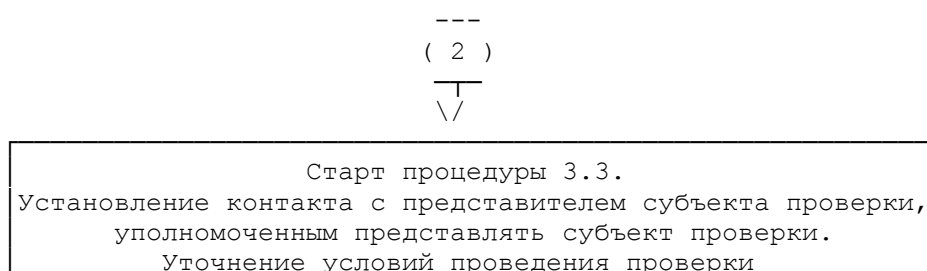 ( 2 )
Старт процедуры 3.3.
Установление контакта с представителем субъекта проверки,
уполномоченным представлять субъект проверки.
Уточнение условий проведения проверки